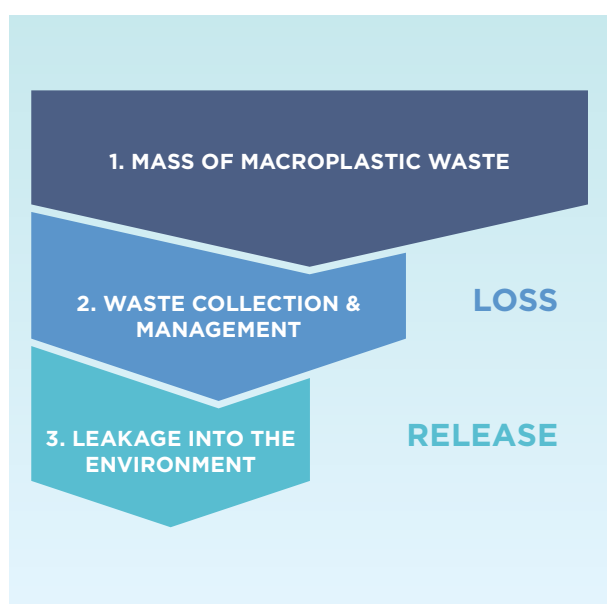 1. MASS OF MACROPLASTIC WASTE
2. WASTE COLLECTION &
MANAGEMENT
LOSS
3. LEAKAGE INTO THE
ENVIRONMENT
RELEASE